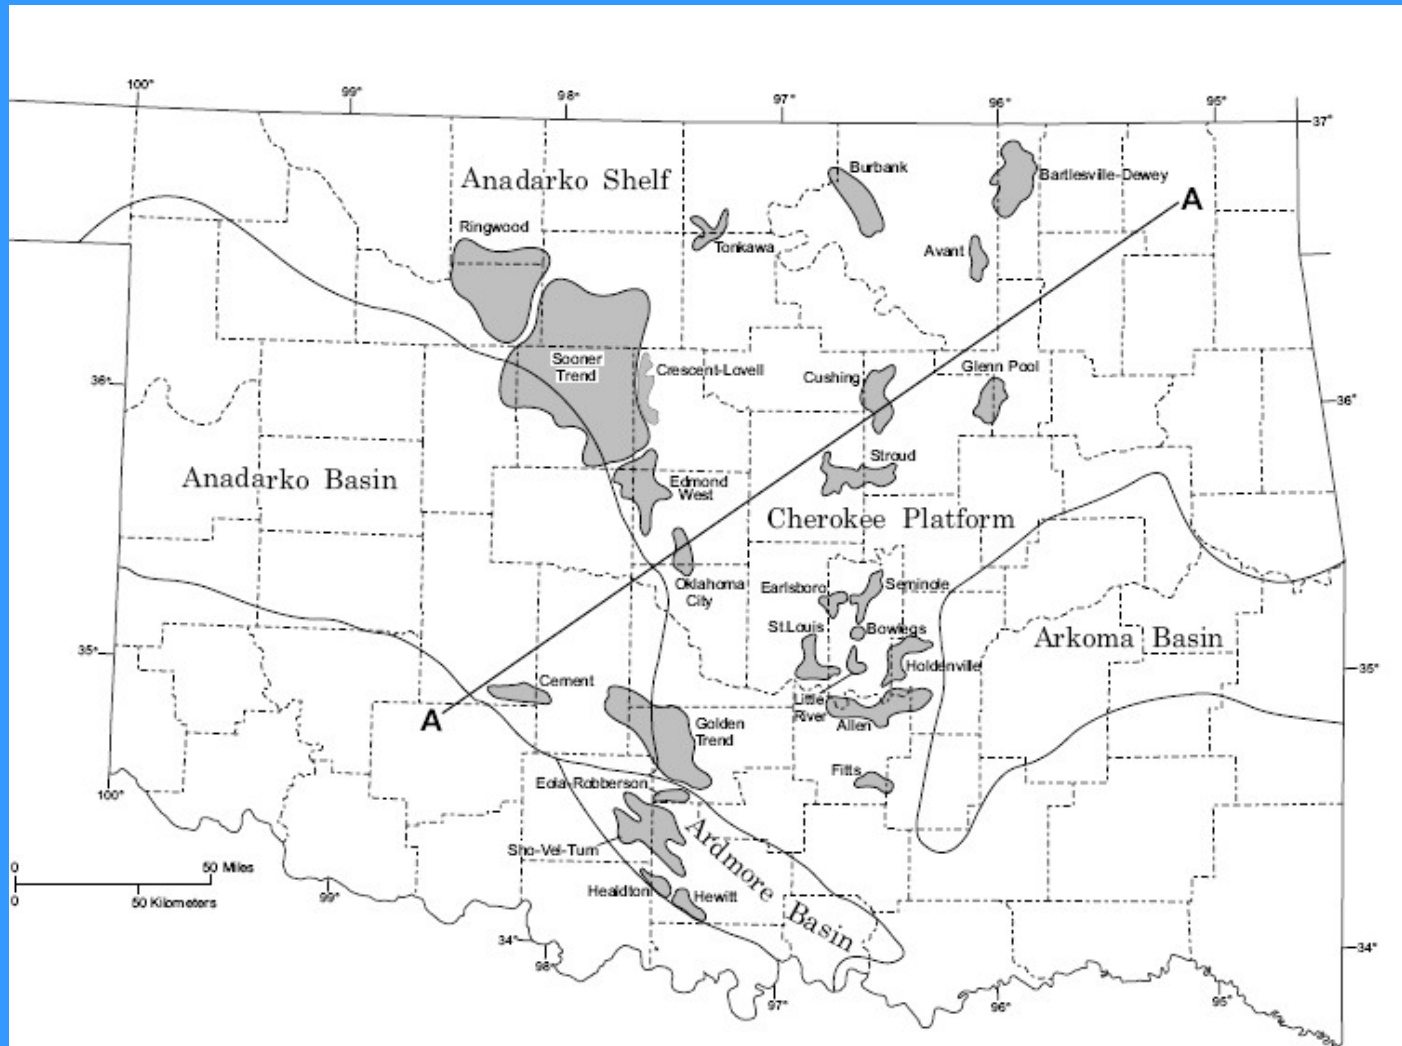 100°
99°
98°
97°
96°
95°
37°
Anadarko Shelf
Burbank
Bartlesville-Dewey
A
Ringwood
Tonkawa
Avant
Sooner
Trend
Crescent-Lovell
Cushing
Glenn Pool
36°
36°
Stroud
Anadarko Basin
Edmond
West
Cherokee Platform
Oklahoma
City
Earlsboro
Seminole
St.Louis
Bowlegs
Arkoma Basin
35°
Holdenville
35°
Cement
Little
River
A
Golden
Trend
Allen
Fitts
100°
Eola-Robberson
Ardmore Basin
Sho-Vel-Tum
0
50 Miles
0
50 Kilometers
99°
Healdton
Hewitt
34°
98°
34°
97°
96°
95°